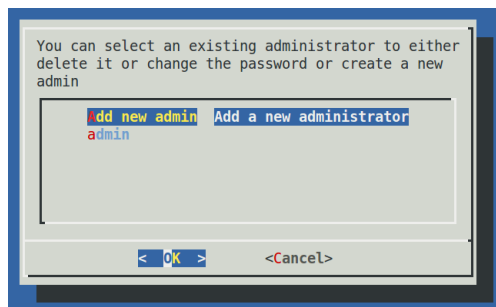 You can select an existing administrator to either
delete it or change the password or create a new
admin
Add new admin Add a new administrator
admin
< OK > <Cancel>